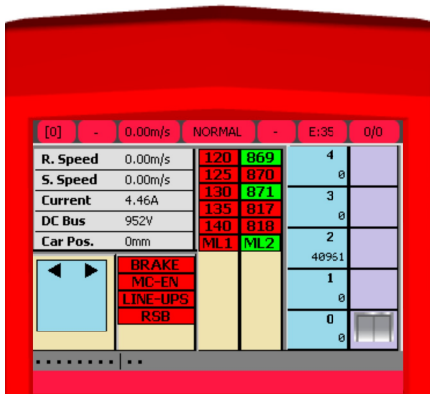 [0] - 0.00m/s NORMAL - E:35 0/0
R. Speed 0.00m/s
S. Speed 0.00m/s
Current 4.46A
DC Bus 952V
Car Pos. 0mm
120 869
125 870
130 871
135 817
140 818
ML1 ML2
BRAKE
MC-EN
LINE-UPS
RSB
4
0
3
0
2
40961
1
0
0
0